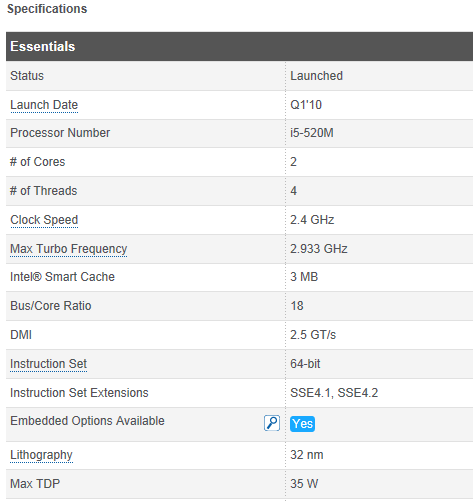 Specifications
Essentials
Status Launched
Launch Date Q1'10
Processor Number i5-520M
# of Cores 2
# of Threads 4
Clock Speed 2.4 GHz
Max Turbo Frequency 2.933 GHz
Intel® Smart Cache 3 MB
Bus/Core Ratio 18
DMI 2.5 GT/s
Instruction Set 64-bit
Instruction Set Extensions SSE4.1, SSE4.2
Embedded Options Available Yes
Lithography 32 nm
Max TDP 35 W